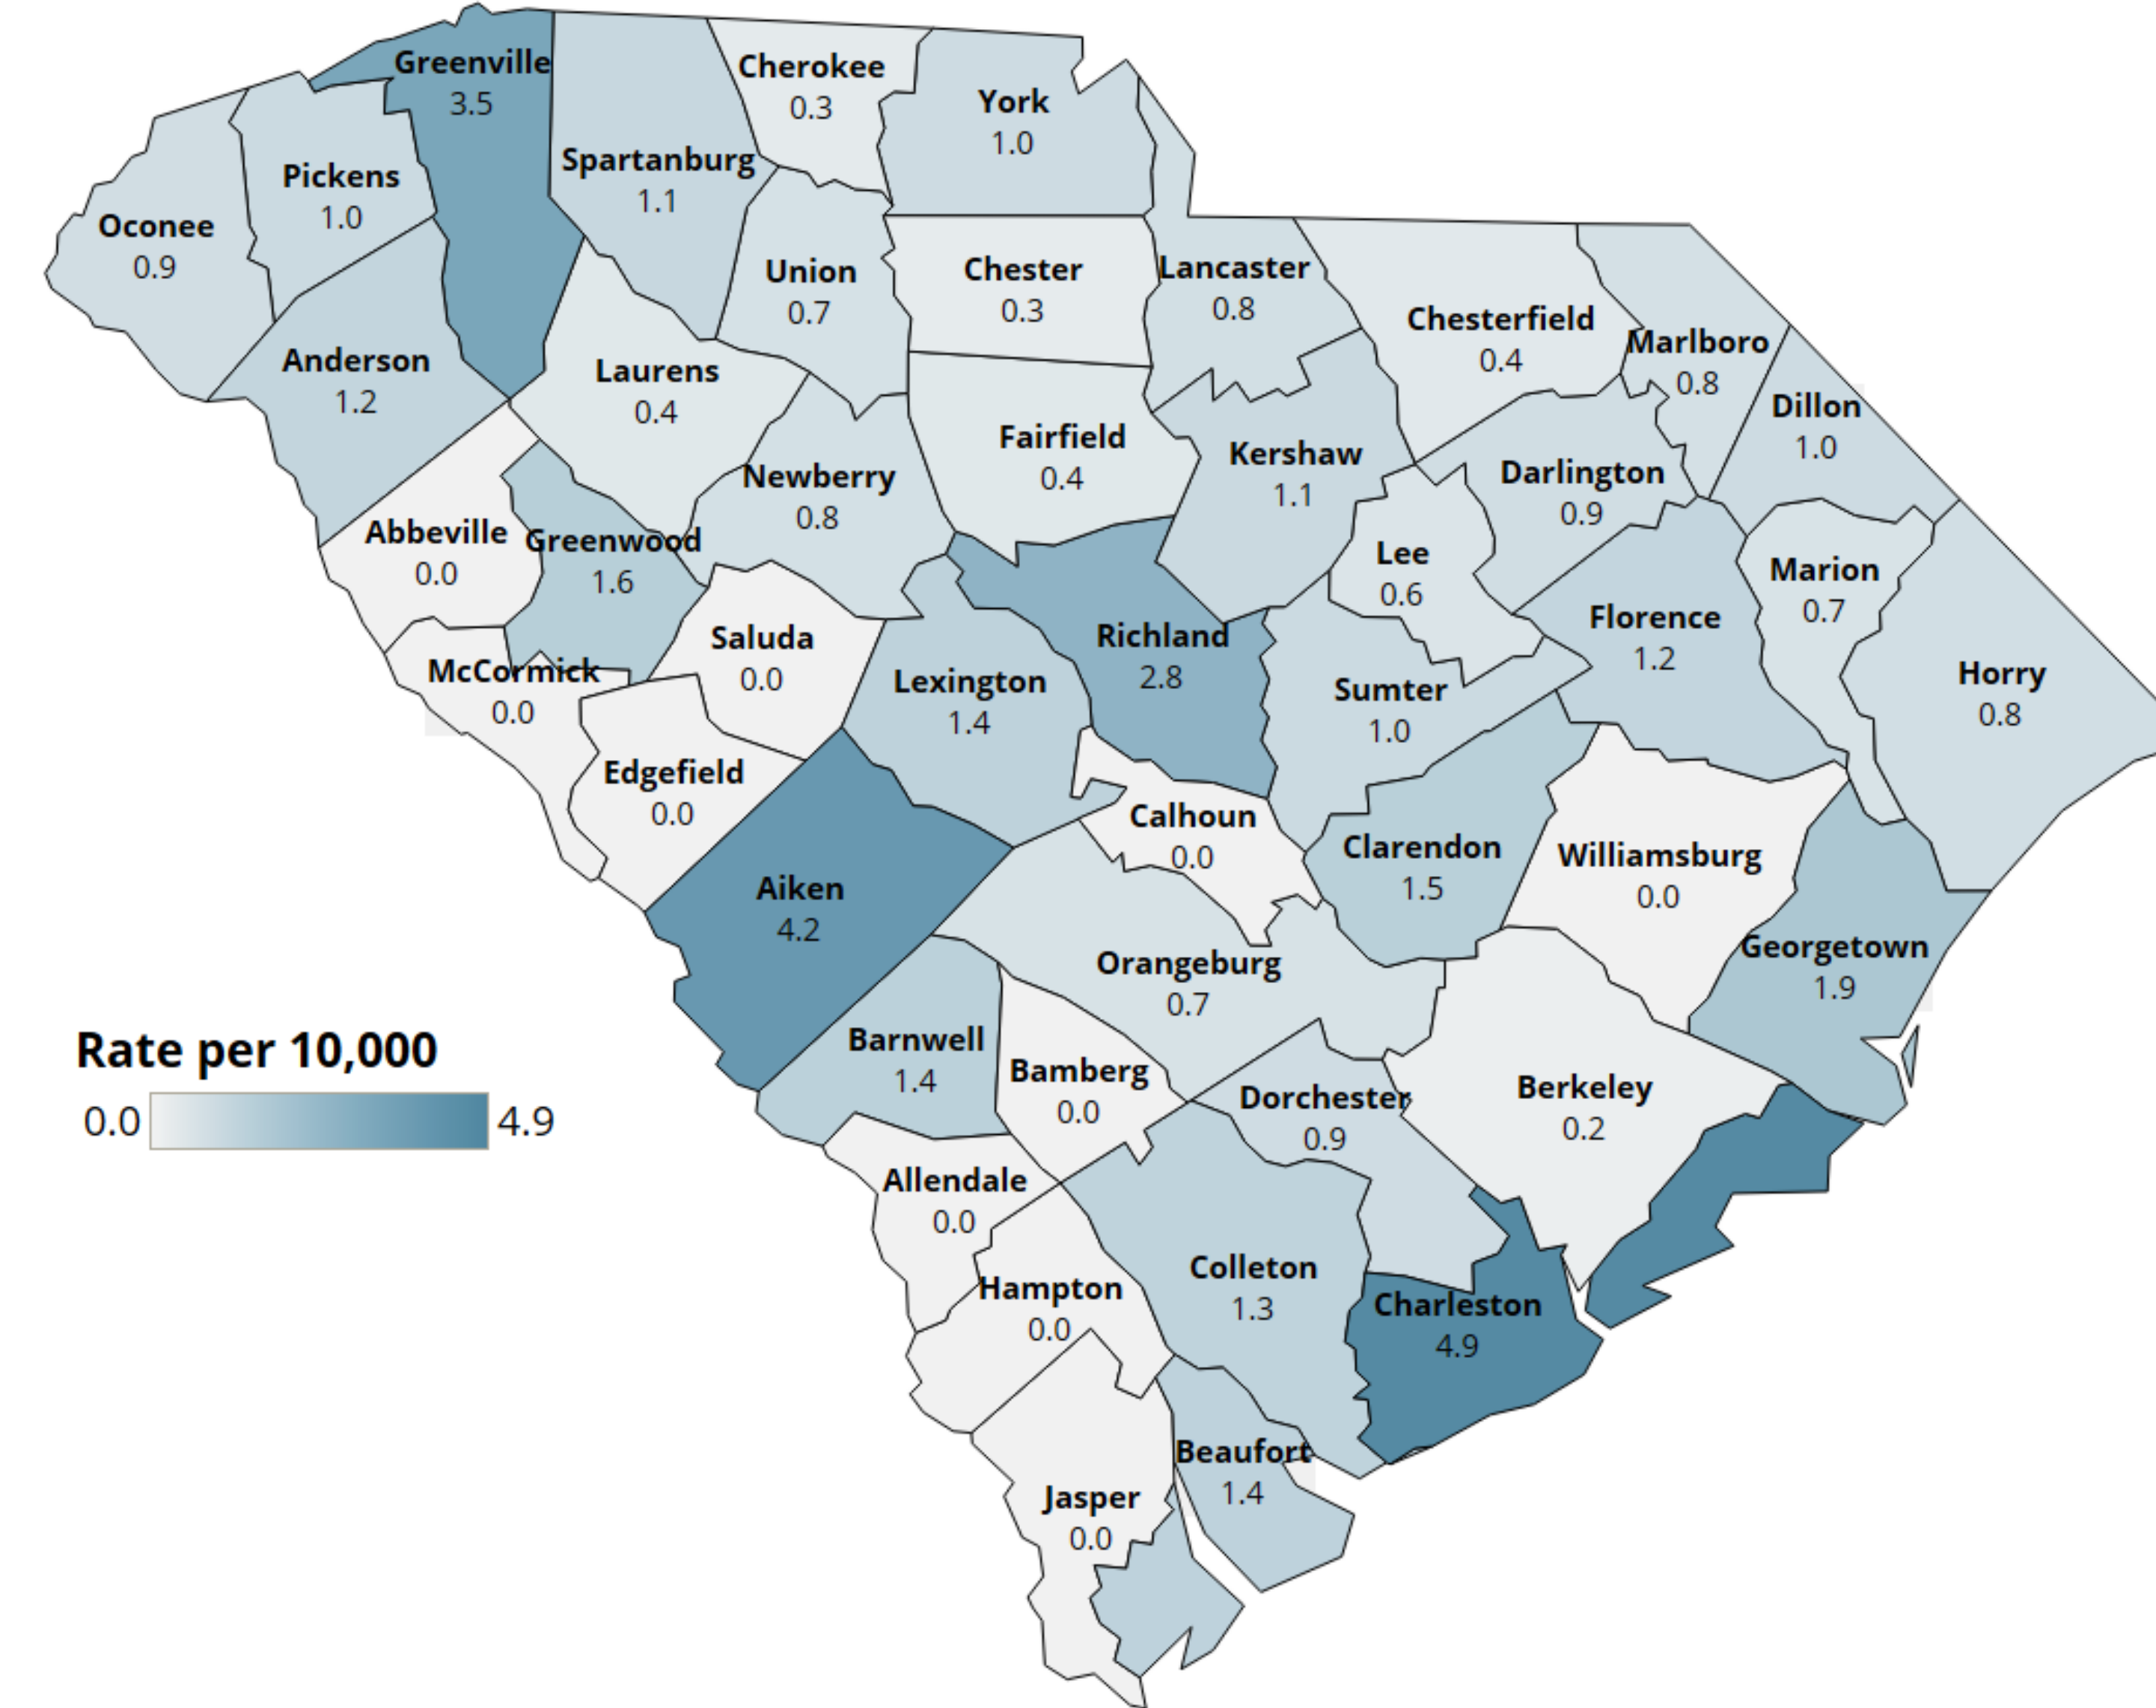 Greenville
3.5
Cherokee
0.3
York
1.0
Spartanburg
1.1
Pickens
1.0
Oconee
0.9
Union
0.7
Chester
0.3
Lancaster
0.8
Chesterfield
0.4
Marlboro
0.8
Anderson
1.2
Laurens
0.4
Dillon
1.0
Fairfield
0.4
Kershaw
1.1
Darlington
0.9
Newberry
0.8
Abbeville
0.0
Greenwood
1.6
Lee
0.6
Marion
0.7
Florence
1.2
Saluda
0.0
Richland
2.8
McCormick
0.0
Lexington
1.4
Sumter
1.0
Horry
0.8
Edgefield
0.0
Calhoun
0.0
Clarendon
1.5
Williamsburg
0.0
Aiken
4.2
Georgetown
1.9
Orangeburg
0.7
Rate per 10,000
0.0
4.9
Barnwell
1.4
Bamberg
0.0
Dorchester
0.9
Berkeley
0.2
Allendale
0.0
Hampton
0.0
Colleton
1.3
Charleston
4.9
Beaufort
1.4
Jasper
0.0